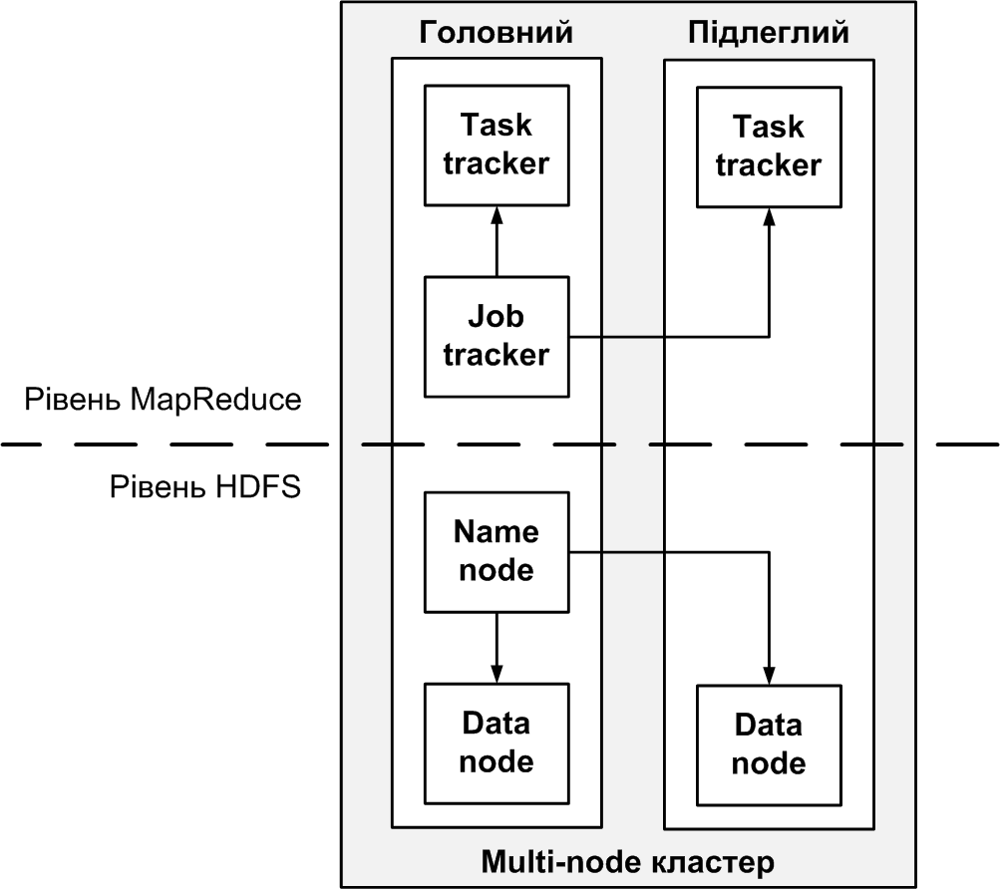 Головний
Підлеглий
Task
tracker
Task
tracker
Job
tracker
Рівень MapReduce
Рівень HDFS
Name
node
Data
node
Data
node
Multi-node кластер